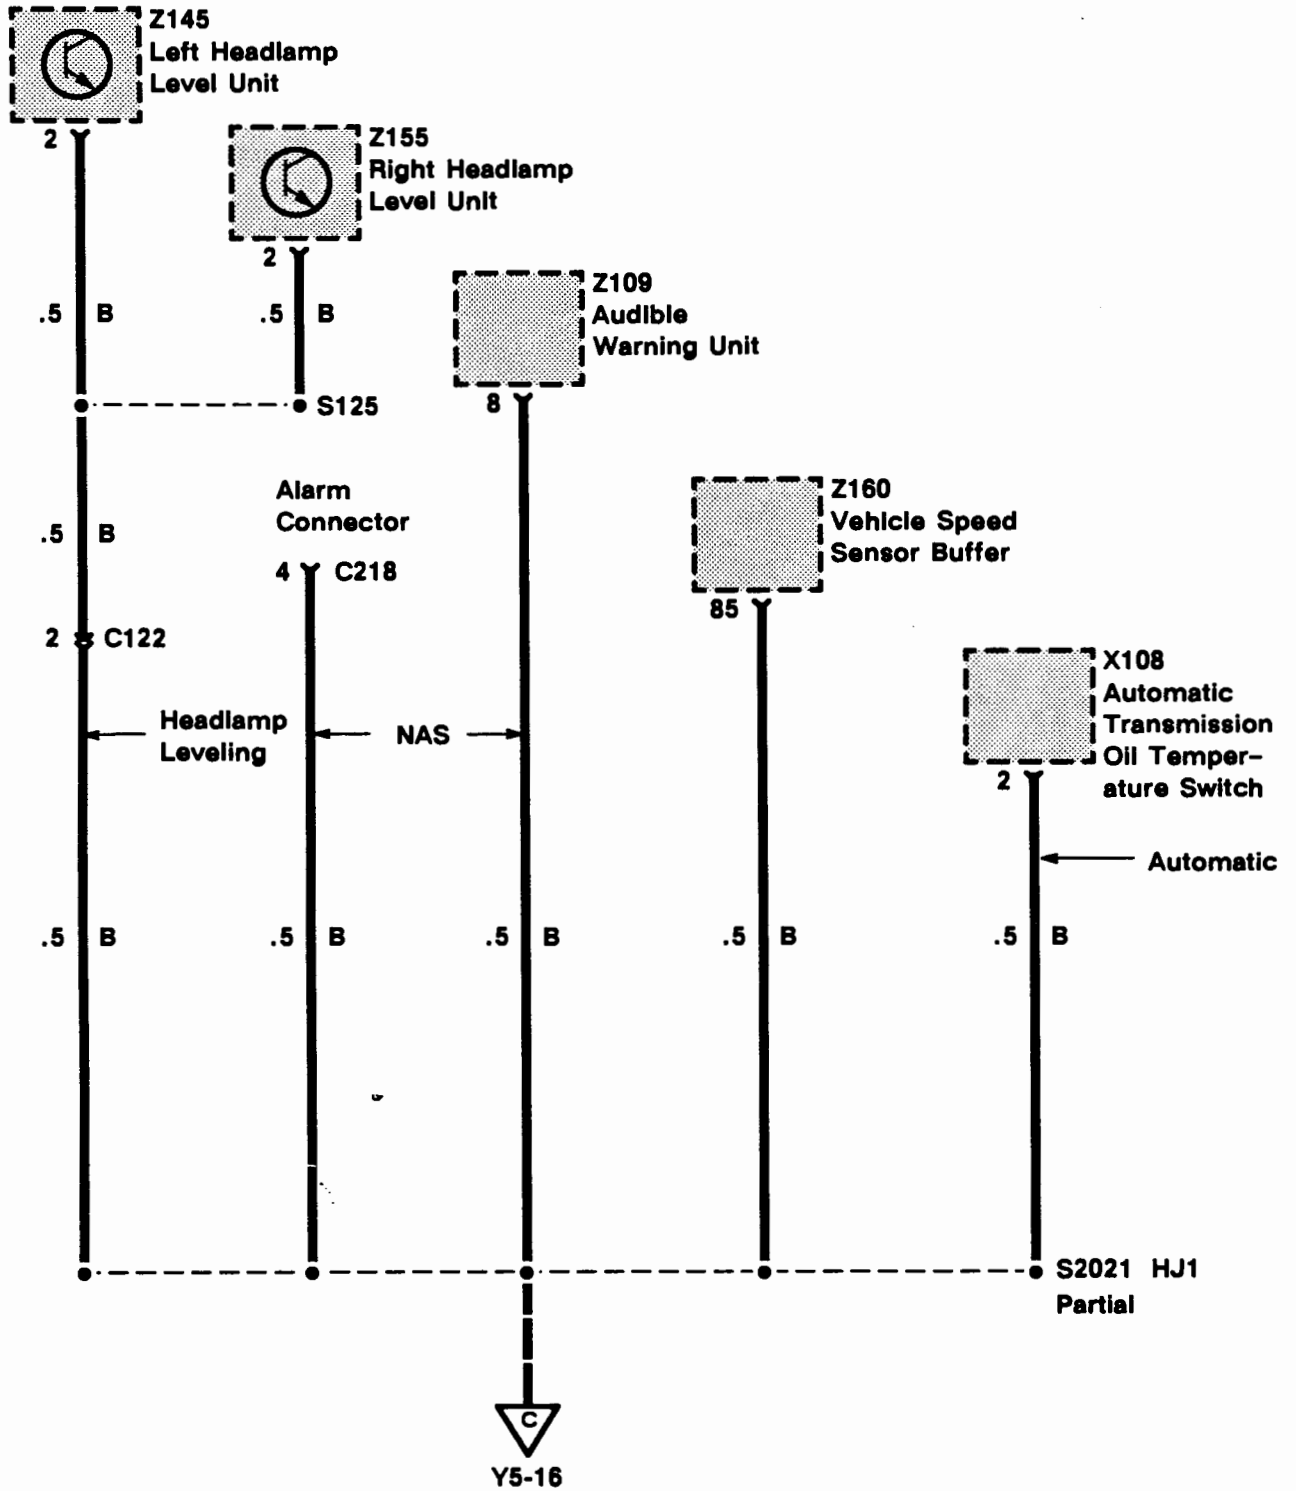 Z145
Left Headlamp
Level Unit
2
Z155
Right Headlamp
Level Unit
2
Z109
Audible
Warning Unit
.5 B
.5 B
8
S125
Alarm
Connector
Z160
Vehicle Speed
Sensor Buffer
.5 B
4 C218
85
2 C122
X108
Automatic
Transmission
Oil Temper-
ature Switch
Headlamp
Leveling
NAS
2
Automatic
.5 B
.5 B
.5 B
.5 B
.5 B
S2021 HJ1
Partial
C
Y5-16